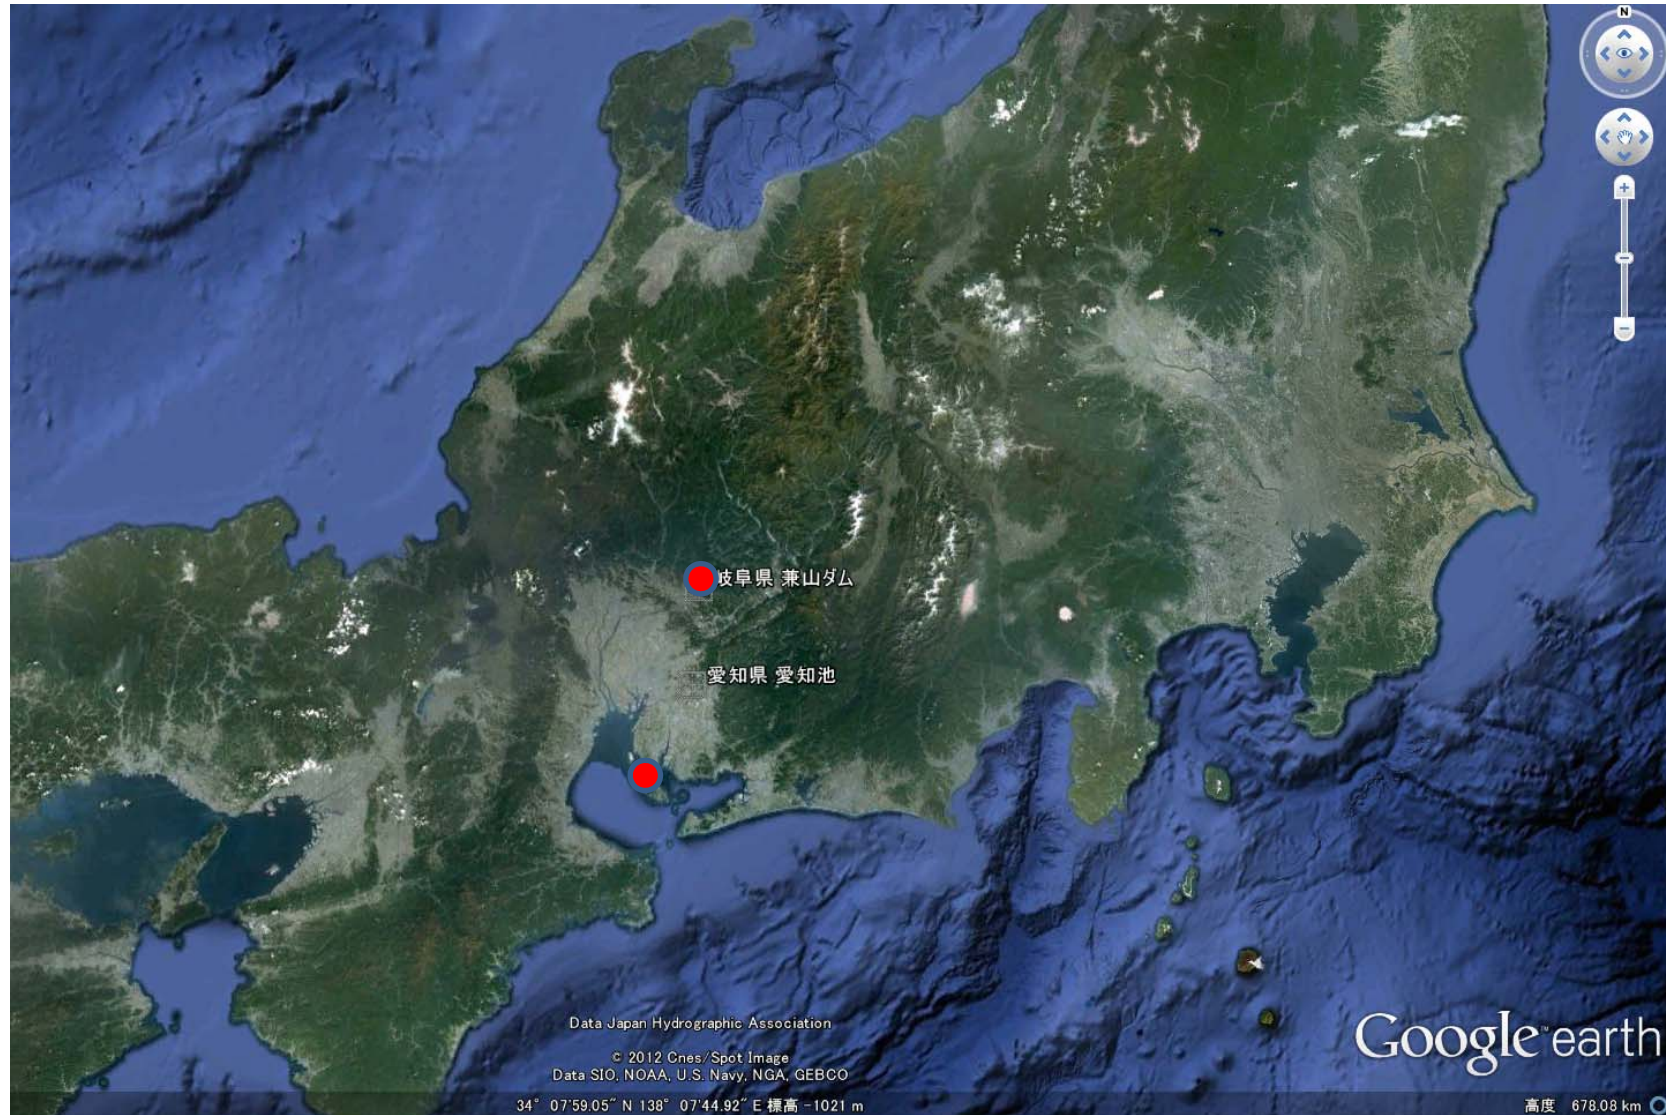 N
岐阜県 兼山ダム
愛知県 愛知池
Data Japan Hydrographic Association
© 2012 Cnes/Spot Image
Data SIO, NOAA, U.S. Navy, NGA, GEBCO
Google™ earth
34° 07'59.05" N 138° 07'44.92" E 標高 -1021 m
高度 678.08 km